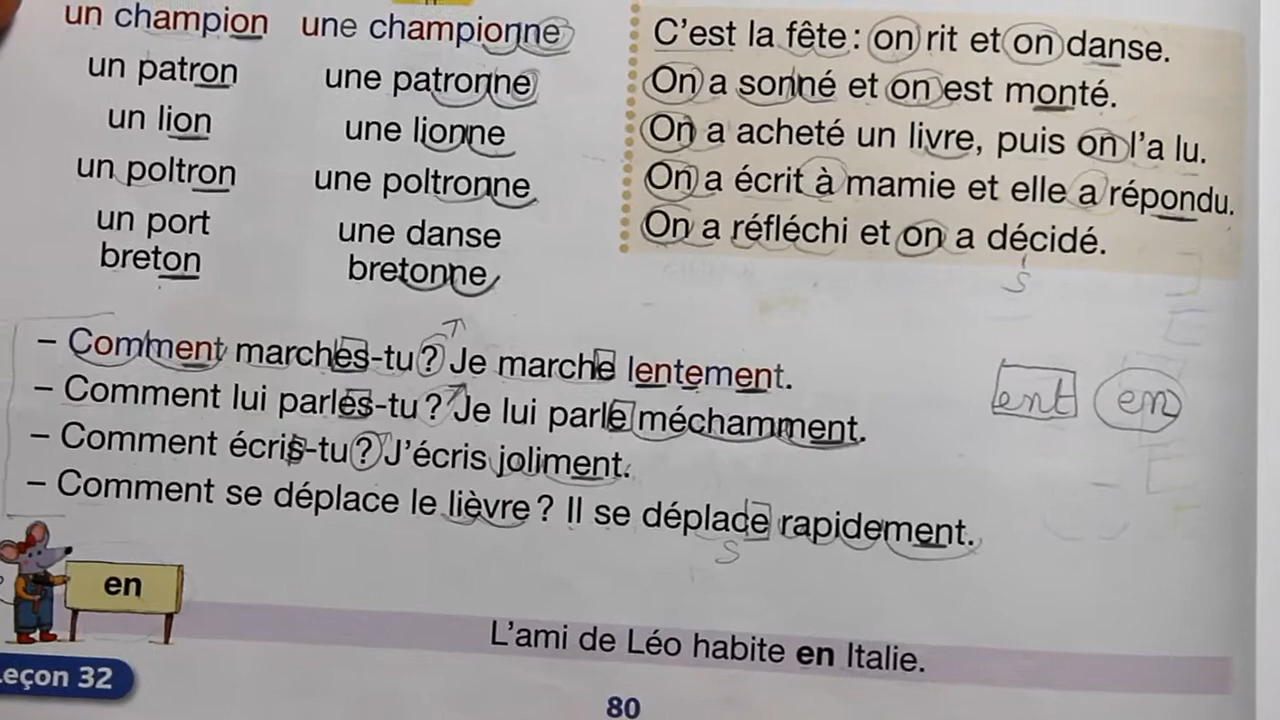 un champion une championne
un patron une patronne
un lion une lionne
un poltron une poltronne
un port une danse
breton bretonne
C'est la fête : on rit et on danse.
On a sonné et on est monté.
On a acheté un livre, puis on l'a lu.
On a écrit à mamie et elle a répondu.
On a réfléchi et on a décidé.
s
– Comment marches-tu ? Je marche lentement.
– Comment lui parles-tu ? Je lui parle méchamment.
– Comment écris-tu ? J'écris joliment.
– Comment se déplace le lièvre ? Il se déplace rapidement.
s
ent en
en
L'ami de Léo habite en Italie.
eçon 32
80